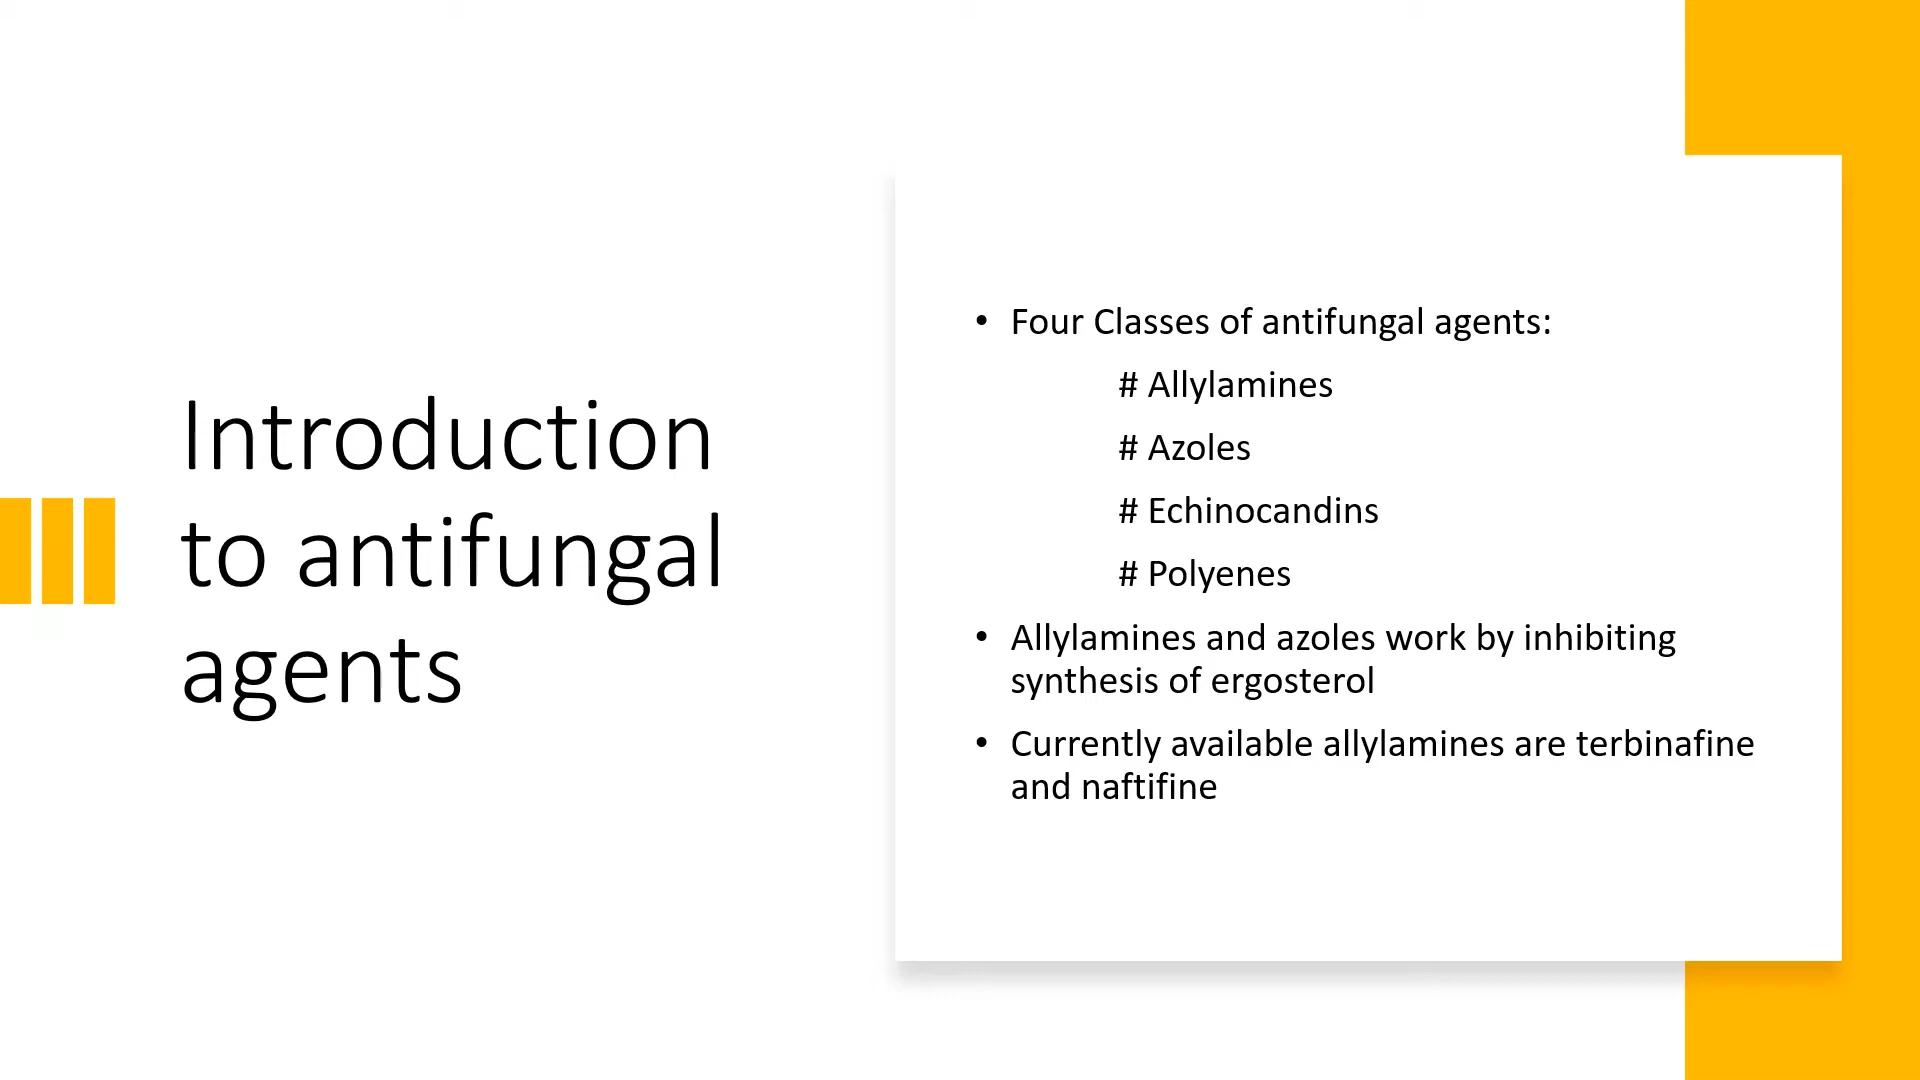 Introduction
to antifungal
agents
• Four Classes of antifungal agents:
# Allylamines
# Azoles
# Echinocandins
# Polyenes
• Allylamines and azoles work by inhibiting
synthesis of ergosterol
• Currently available allylamines are terbinafine
and naftifine